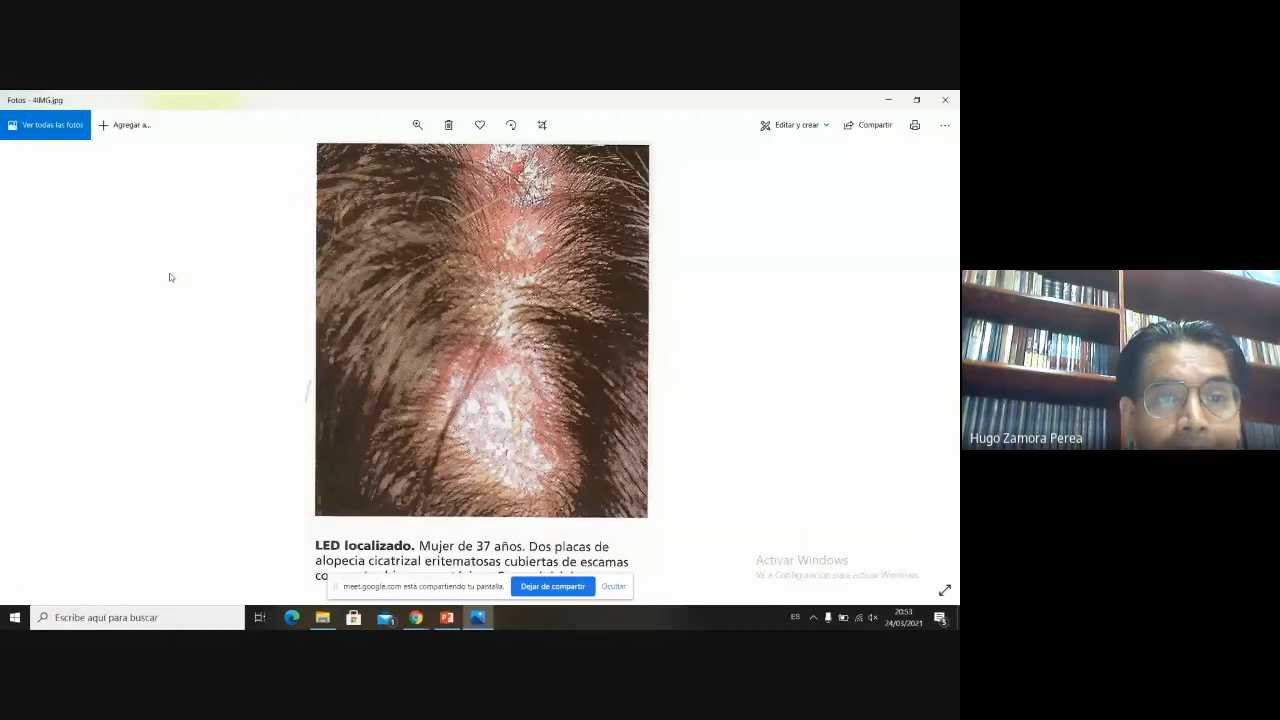 Fotos - 4IMG.jpg
Ver todas las fotos
Agregar a...
Editar y crear
Compartir
LED localizado. Mujer de 37 años. Dos placas de
alopecia cicatrizal eritematosas cubiertas de escamas
Activar Windows
Ve a Configuración para activar Windows.
meet.google.com está compartiendo tu pantalla.
Dejar de compartir
Ocultar
Escribe aquí para buscar
1
ES
20:53
24/03/2021
5
Hugo Zamora Perea